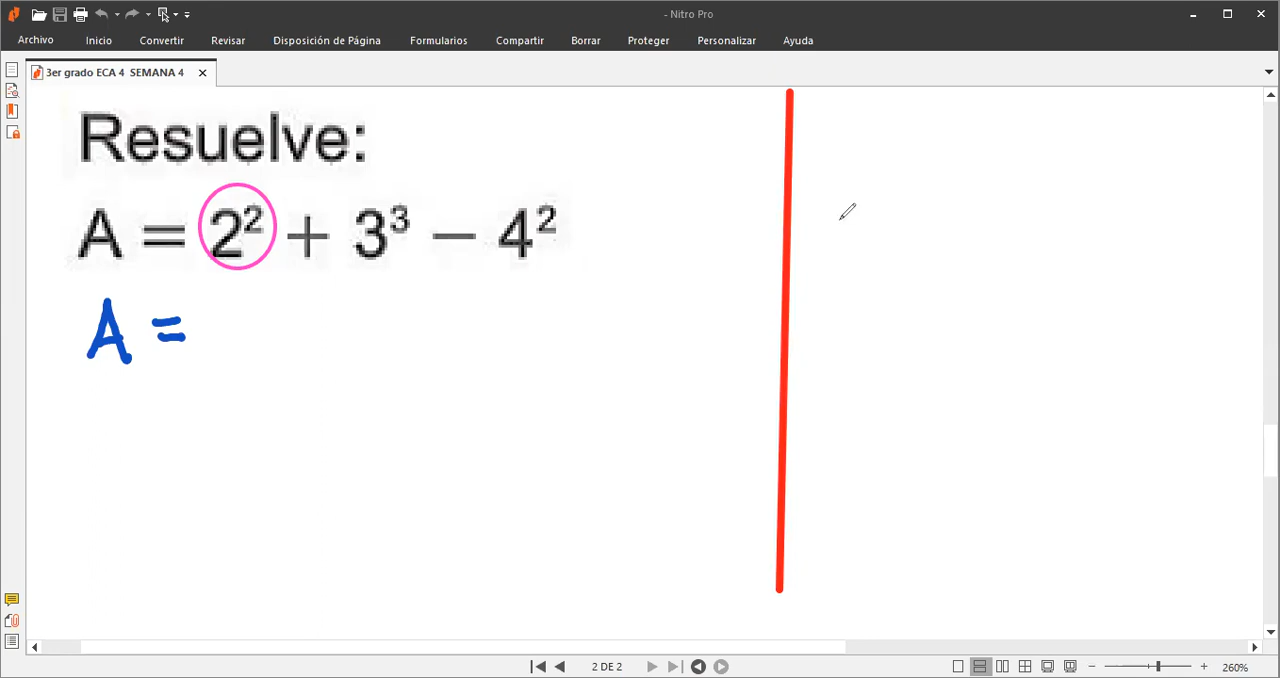 - Nitro Pro
Archivo Inicio Convertir Revisar Disposición de Página Formularios Compartir Borrar Proteger Personalizar Ayuda
3er grado ECA 4 SEMANA 4
Resuelve:
A = 2² + 3³ − 4²
A =
2 DE 2
260%